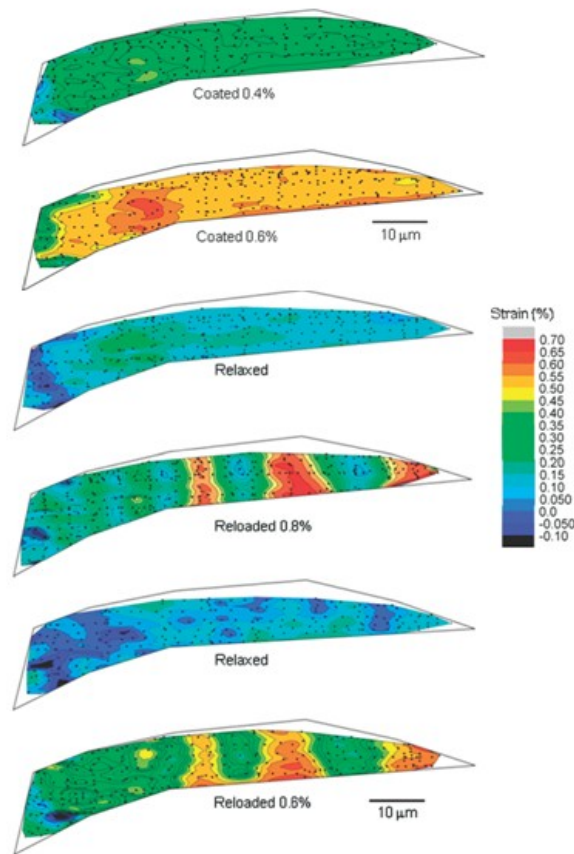 Coated 0.4%
Coated 0.6%
10 μm
Relaxed
Strain (%)
0.70
0.65
0.60
0.55
0.50
0.45
0.40
0.35
0.30
0.25
0.20
0.15
0.10
0.050
0.0
-0.050
-0.10
Reloaded 0.8%
Relaxed
Reloaded 0.6%
10 μm